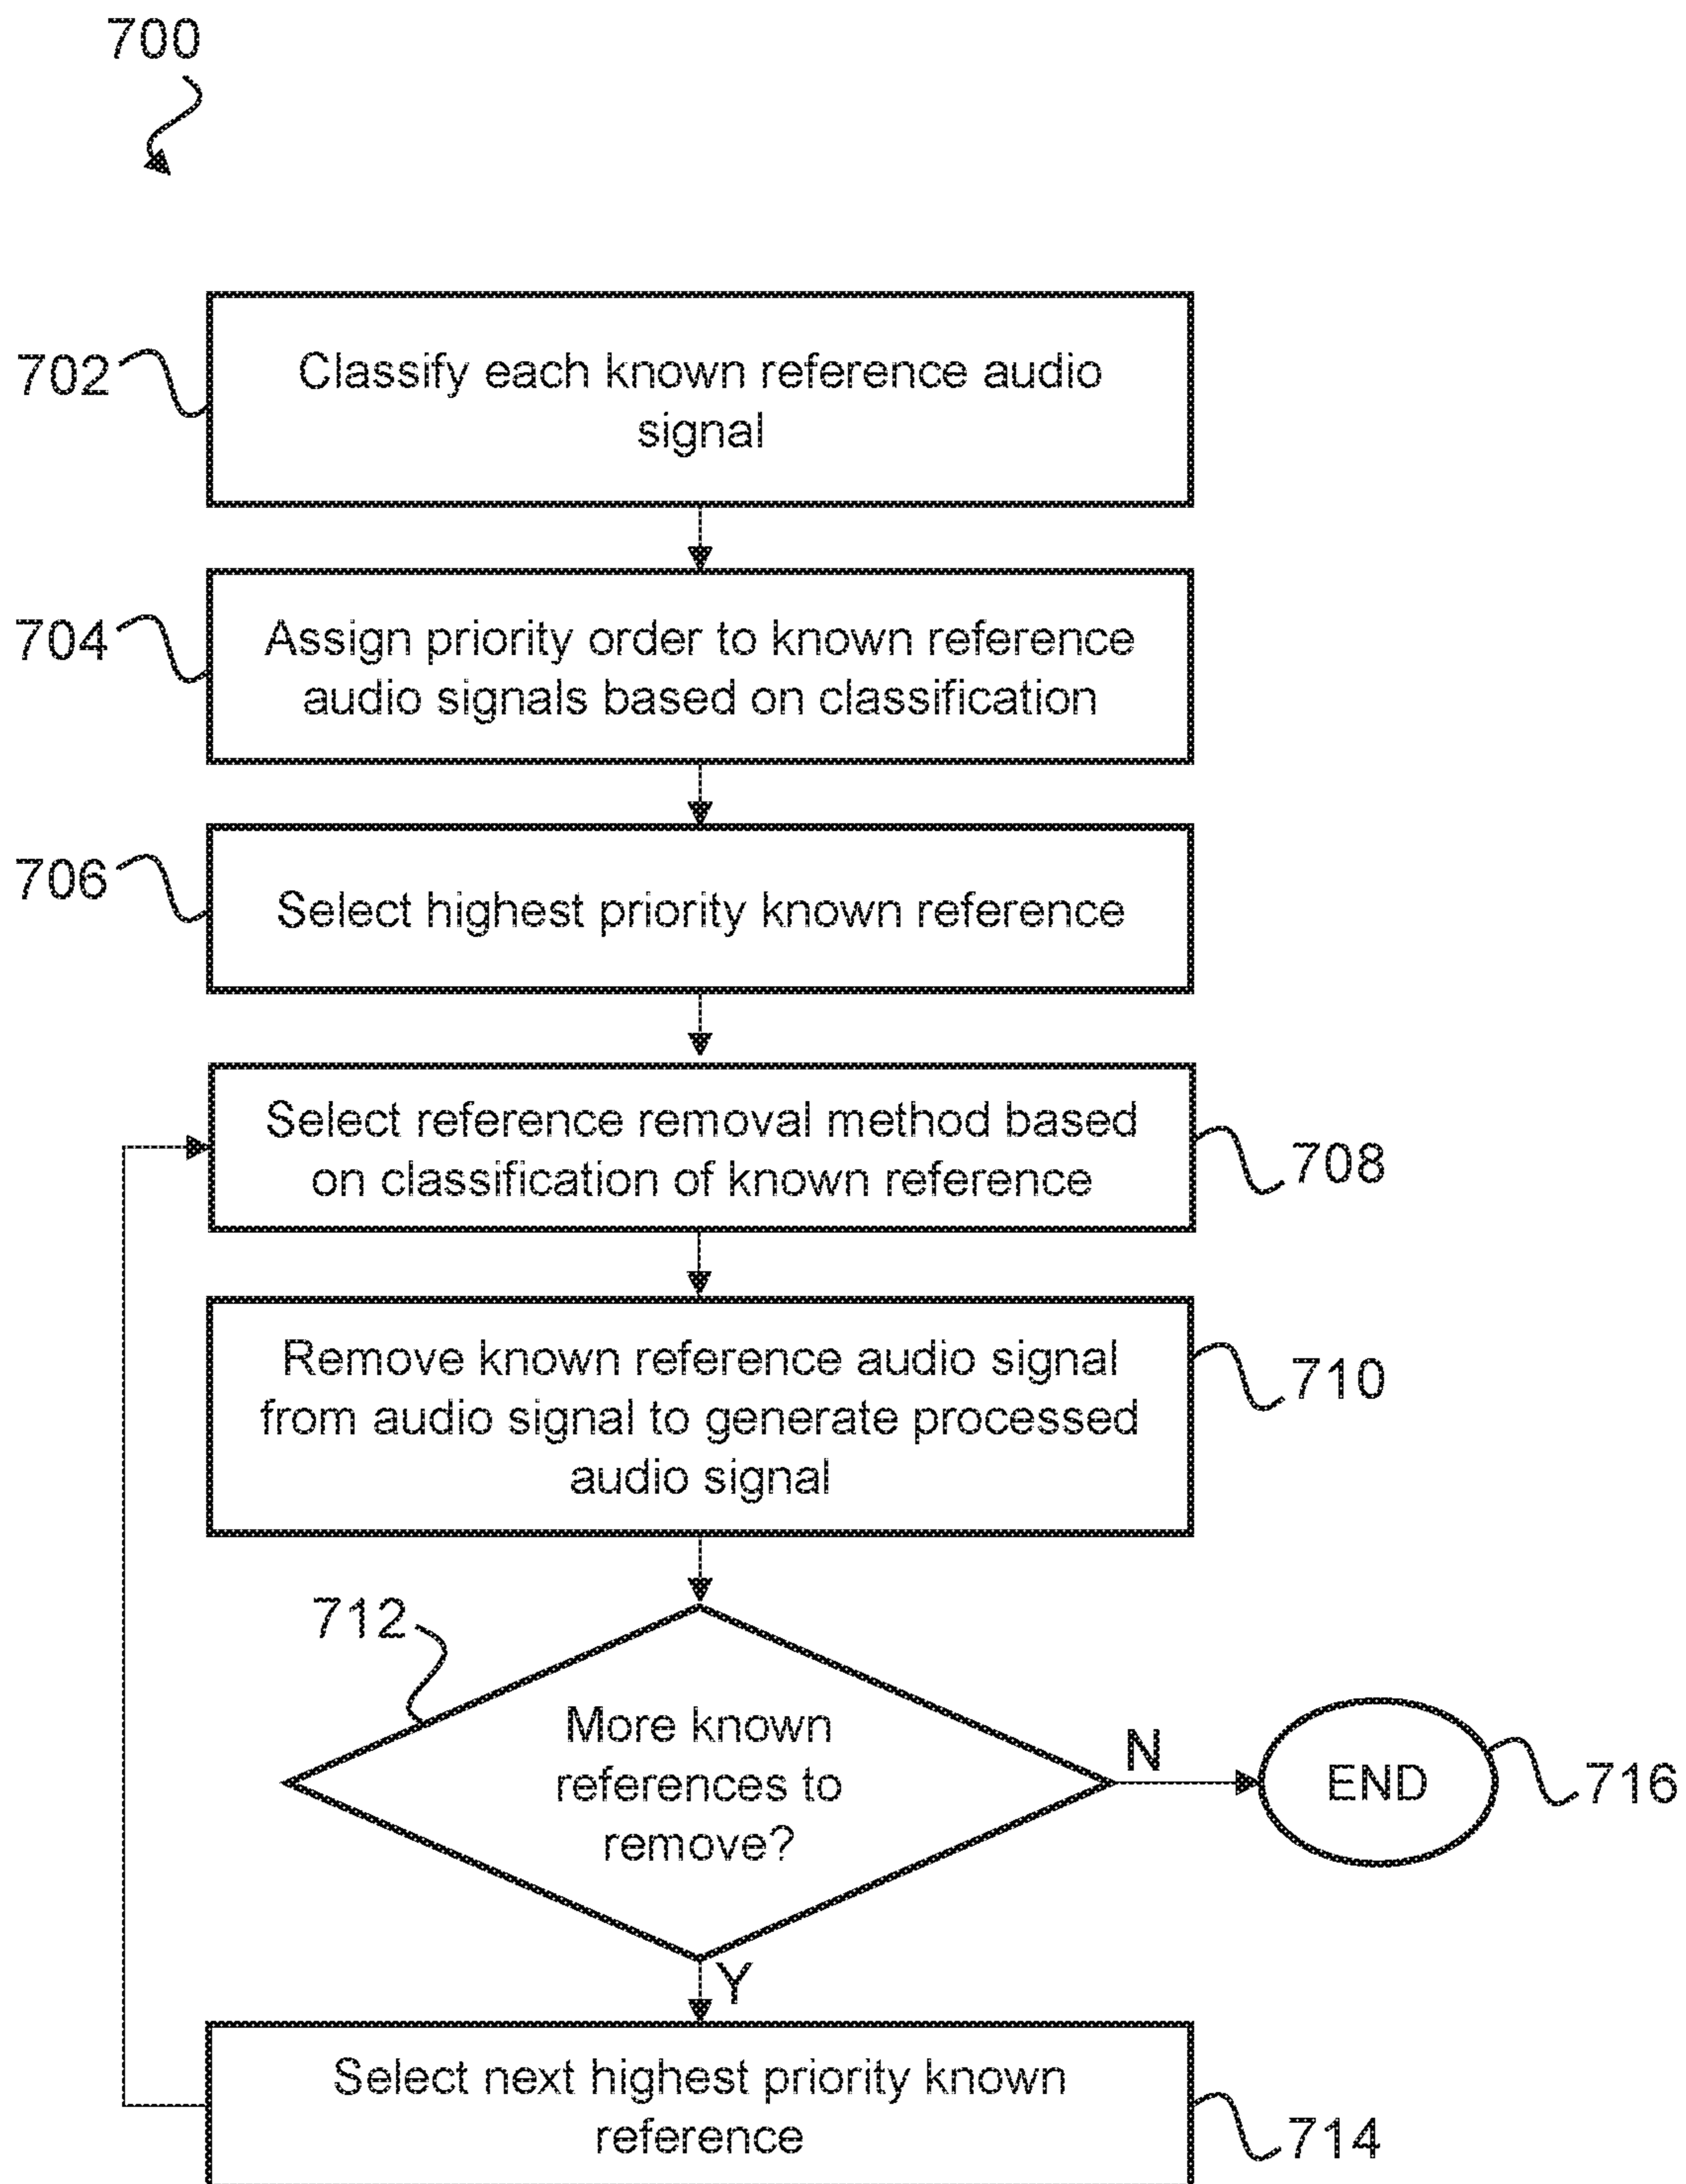 700
702
Classify each known reference audio
signal
704
Assign priority order to known reference
audio signals based on classification
706
Select highest priority known reference
Select reference removal method based
on classification of known reference
708
Remove known reference audio signal
from audio signal to generate processed
audio signal
710
712
More known
references to
remove?
N
END
716
Y
Select next highest priority known
reference
714